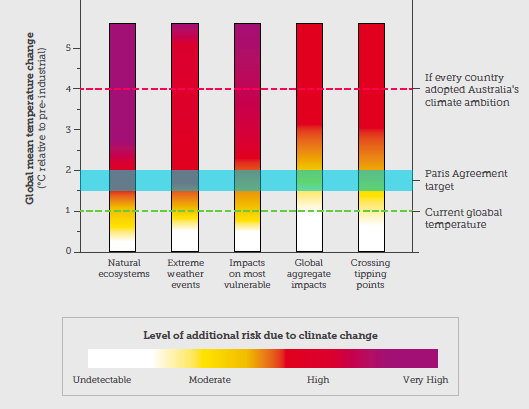 Global mean temperature change
(°C relative to pre-industrial)
5
4
3
2
1
0
If every country
adopted Australia's
climate ambition
Paris Agreement
target
Current gloabal
temperature
Natural
ecosystems
Extreme
weather
events
Impacts
on most
vulnerable
Global
aggregate
impacts
Crossing
tipping
points
Level of additional risk due to climate change
Undetectable Moderate High Very High